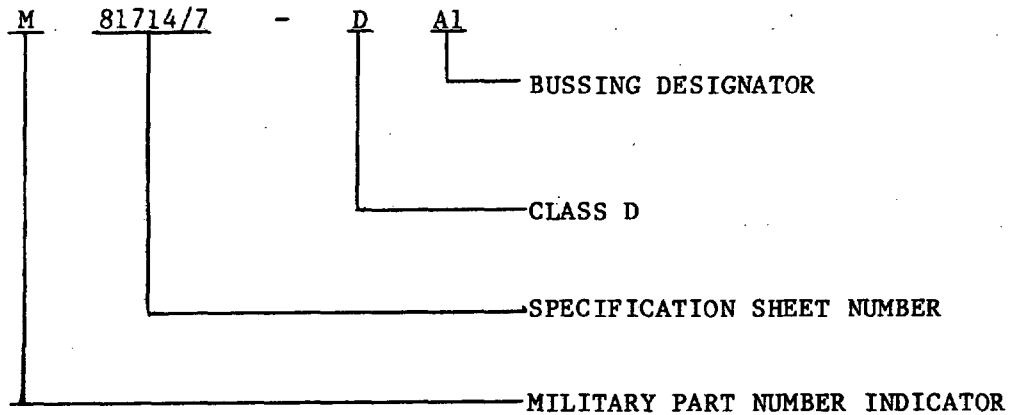 M 81714/7 - D A1
BUSSING DESIGNATOR
CLASS D
SPECIFICATION SHEET NUMBER
MILITARY PART NUMBER INDICATOR